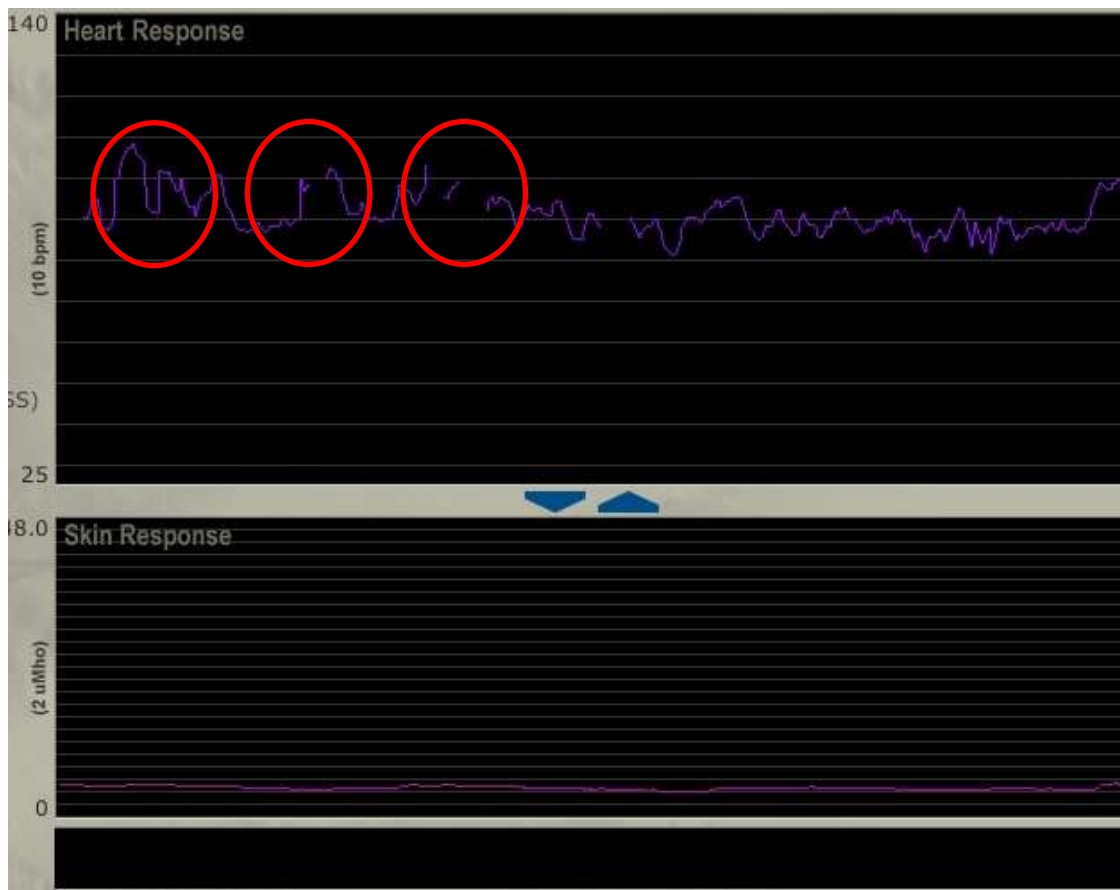 140
Heart Response
(10 bpm)
SS)
25
48.0
Skin Response
(2 uMho)
0